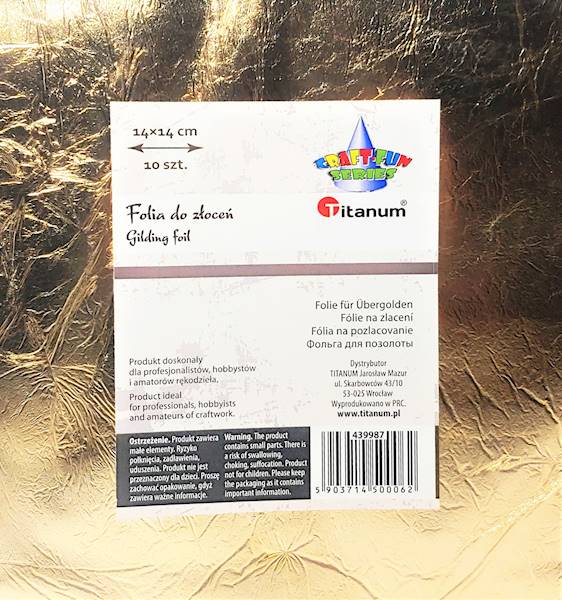 14×14 cm
10 szt.
CRAFT-FUN
SERIES
Titanum®
Folia do złoceń
Gilding foil
Folie für Übergolden
Fólie na zlacení
Fólia na pozlacovanie
Фольга для позолоты
Produkt doskonały
dla profesjonalistów, hobbystów
i amatorów rękodzieła.
Product ideal
for professionals, hobbyists
and amateurs of craftwork.
Dystrybutor
TITANUM Jarosław Mazur
ul. Skarbowców 43/10
53-025 Wrocław
Wyprodukowano w PRC.
www.titanum.pl
Ostrzeżenie. Produkt zawiera
małe elementy. Ryzyko
połknięcia, zadławienia,
uduszenia. Produkt nie jest
przeznaczony dla dzieci. Proszę
zachować opakowanie, gdyż
zawiera ważne informacje.
Warning. The product
contains small parts. There is
a risk of swallowing,
choking, suffocation. Product
not for children. Please keep
the packaging as it contains
important information.
439987
5 903714 500062